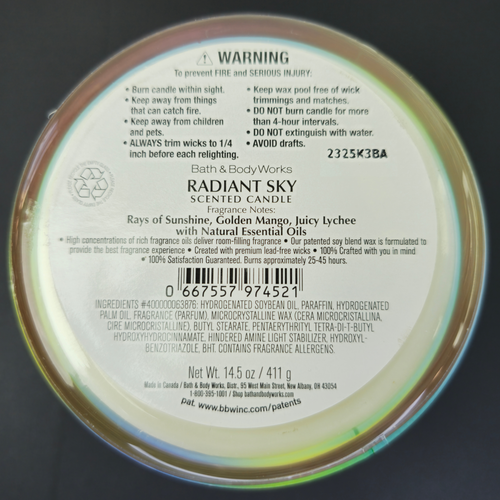 ⚠ WARNING
To prevent FIRE and SERIOUS INJURY:
• Burn candle within sight.
• Keep away from things
that can catch fire.
• Keep away from children
and pets.
• ALWAYS trim wicks to 1/4
inch before each relighting.
• Keep wax pool free of wick
trimmings and matches.
• DO NOT burn candle for more
than 4-hour intervals.
• DO NOT extinguish with water.
• AVOID drafts.
2325K3BA
Bath & Body Works
RADIANT SKY
SCENTED CANDLE
Fragrance Notes:
Rays of Sunshine, Golden Mango, Juicy Lychee
with Natural Essential Oils
• High concentrations of rich fragrance oils deliver room-filling fragrance • Our patented soy blend wax is formulated to
provide the best fragrance experience • Created with premium lead-free wicks • 100% Crafted with you in mind
• 100% Satisfaction Guaranteed. Burns approximately 25-45 hours.
0 667557 974521
INGREDIENTS #400000063876: HYDROGENATED SOYBEAN OIL, PARAFFIN, HYDROGENATED
PALM OIL, FRAGRANCE (PARFUM), MICROCRYSTALLINE WAX (CERA MICROCRISTALLINA,
CIRE MICROCRISTALLINE), BUTYL STEARATE, PENTAERYTHRITYL TETRA-DI-T-BUTYL
HYDROXYHYDROCINNAMATE, HINDERED AMINE LIGHT STABILIZER, HYDROXYL-
BENZOTRIAZOLE, BHT. CONTAINS FRAGRANCE ALLERGENS.
Net Wt. 14.5 oz / 411 g
Made in Canada / Bath & Body Works, Distr., 95 West Main Street, New Albany, OH 43054
1-800-395-1001 / Shop bathandbodyworks.com
pat. www.bbwinc.com/patents